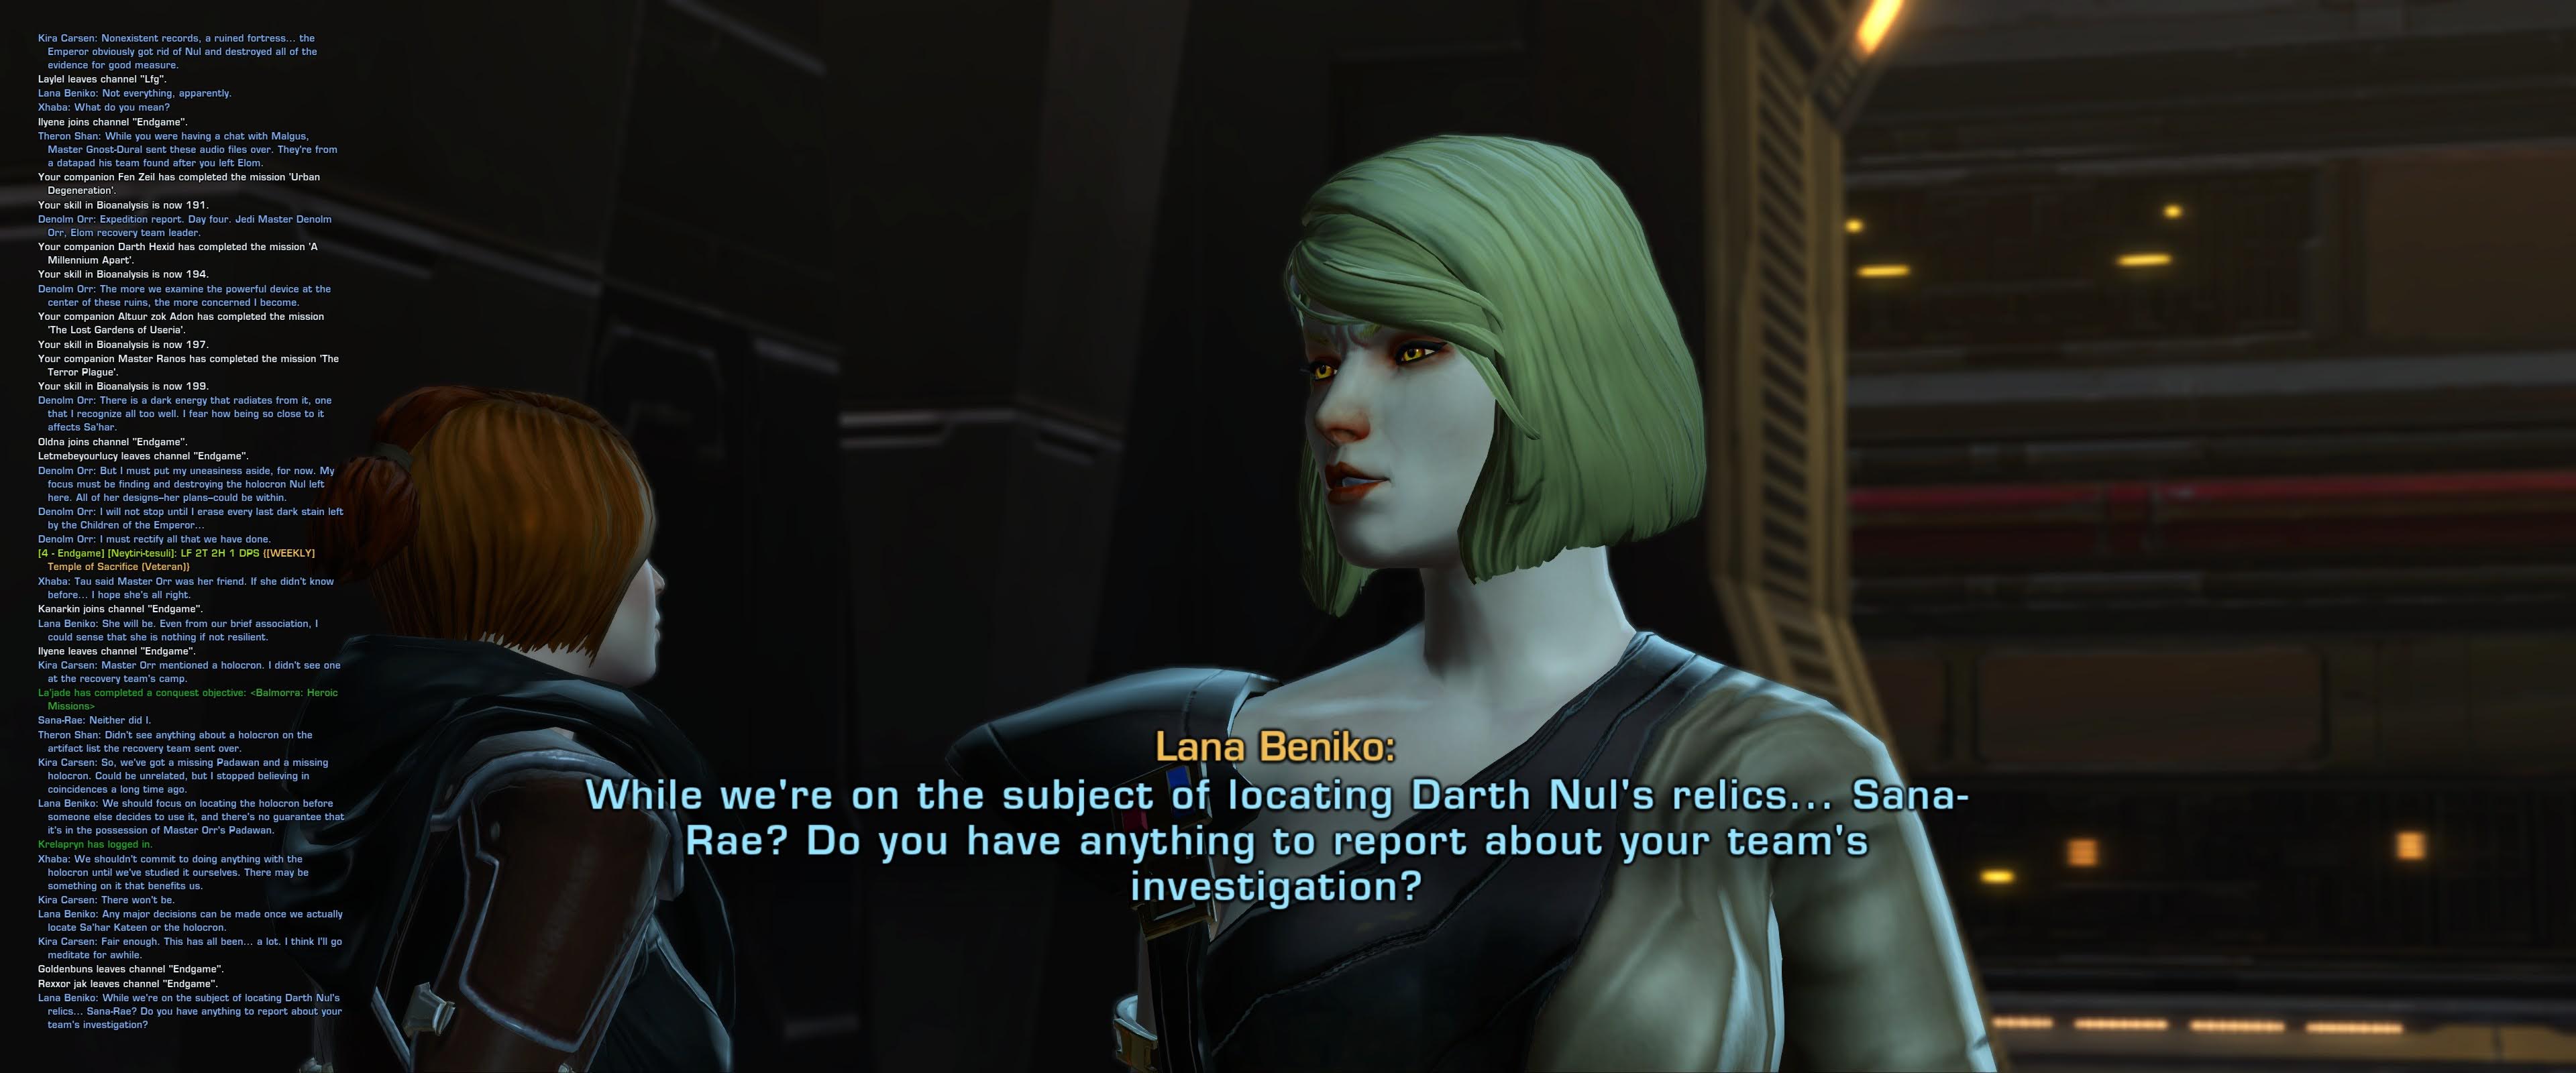 Kira Carsen: Nonexistent records, a ruined fortress... the
Emperor obviously got rid of Nul and destroyed all of the
evidence for good measure.
Laylel leaves channel "Lfg".
Lana Beniko: Not everything, apparently.
Xhaba: What do you mean?
Ilyene joins channel "Endgame".
Theron Shan: While you were having a chat with Malgus,
Master Gnost-Dural sent these audio files over. They're from
a datapad his team found after you left Elom.
Your companion Fen Zeil has completed the mission 'Urban
Degeneration'.
Your skill in Bioanalysis is now 191.
Denolm Orr: Expedition report. Day four. Jedi Master Denolm
Orr, Elom recovery team leader.
Your companion Darth Hexid has completed the mission 'A
Millennium Apart'.
Your skill in Bioanalysis is now 194.
Denolm Orr: The more we examine the powerful device at the
center of these ruins, the more concerned I become.
Your companion Altuur zok Adon has completed the mission
'The Lost Gardens of Useria'.
Your skill in Bioanalysis is now 197.
Your companion Master Ranos has completed the mission 'The
Terror Plague'.
Your skill in Bioanalysis is now 199.
Denolm Orr: There is a dark energy that radiates from it, one
that I recognize all too well. I fear how being so close to it
affects Sa'har.
Oldna joins channel "Endgame".
Letmebeyourlucy leaves channel "Endgame".
Denolm Orr: But I must put my uneasiness aside, for now. My
focus must be finding and destroying the holocron Nul left
here. All of her designs–her plans–could be within.
Denolm Orr: I will not stop until I erase every last dark stain left
by the Children of the Emperor...
Denolm Orr: I must rectify all that we have done.
[4 - Endgame] [Neytiri-tesuli]: LF 2T 2H 1 DPS {[WEEKLY]
Temple of Sacrifice (Veteran)}
Xhaba: Tau said Master Orr was her friend. If she didn't know
before... I hope she's all right.
Kanarkin joins channel "Endgame".
Lana Beniko: She will be. Even from our brief association, I
could sense that she is nothing if not resilient.
Ilyene leaves channel "Endgame".
Kira Carsen: Master Orr mentioned a holocron. I didn't see one
at the recovery team's camp.
La'jade has completed a conquest objective: <Balmorra: Heroic
Missions>
Sana-Rae: Neither did I.
Theron Shan: Didn't see anything about a holocron on the
artifact list the recovery team sent over.
Kira Carsen: So, we've got a missing Padawan and a missing
holocron. Could be unrelated, but I stopped believing in
coincidences a long time ago.
Lana Beniko: We should focus on locating the holocron before
someone else decides to use it, and there's no guarantee that
it's in the possession of Master Orr's Padawan.
Krelapryn has logged in.
Xhaba: We shouldn't commit to doing anything with the
holocron until we've studied it ourselves. There may be
something on it that benefits us.
Kira Carsen: There won't be.
Lana Beniko: Any major decisions can be made once we actually
locate Sa'har Kateen or the holocron.
Kira Carsen: Fair enough. This has all been... a lot. I think I'll go
meditate for awhile.
Goldenbuns leaves channel "Endgame".
Rexxor jak leaves channel "Endgame".
Lana Beniko: While we're on the subject of locating Darth Nul's
relics... Sana-Rae? Do you have anything to report about your
team's investigation?
Lana Beniko:
While we're on the subject of locating Darth Nul's relics... Sana-
Rae? Do you have anything to report about your team's
investigation?